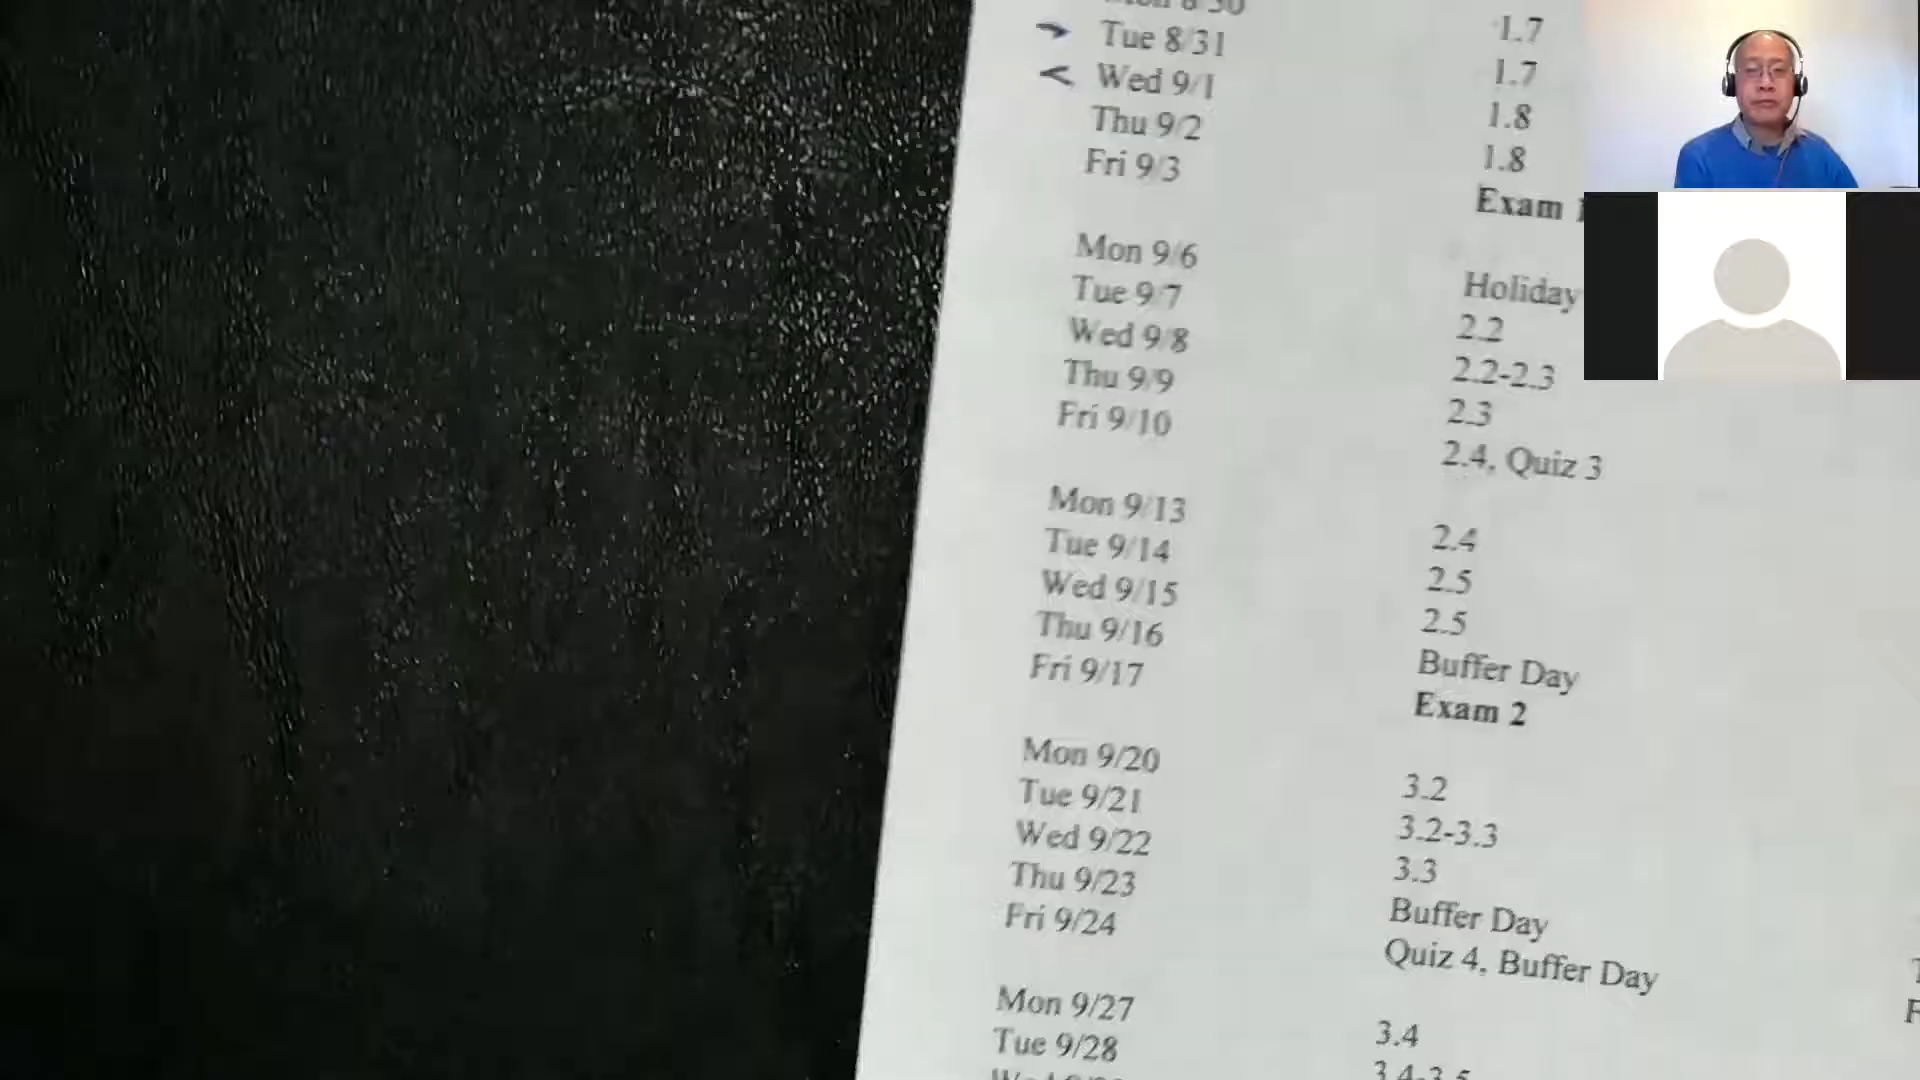 Mon 8/30 1.7
Tue 8/31 1.7
Wed 9/1 1.8
Thu 9/2 1.8
Fri 9/3 Exam 1
Mon 9/6 Holiday
Tue 9/7 2.2
Wed 9/8 2.2-2.3
Thu 9/9 2.3
Fri 9/10 2.4, Quiz 3
Mon 9/13 2.4
Tue 9/14 2.5
Wed 9/15 2.5
Thu 9/16 Buffer Day
Fri 9/17 Exam 2
Mon 9/20 3.2
Tue 9/21 3.2-3.3
Wed 9/22 3.3
Thu 9/23 Buffer Day
Fri 9/24 Quiz 4, Buffer Day
Mon 9/27 3.4
Tue 9/28 3.4-3.5